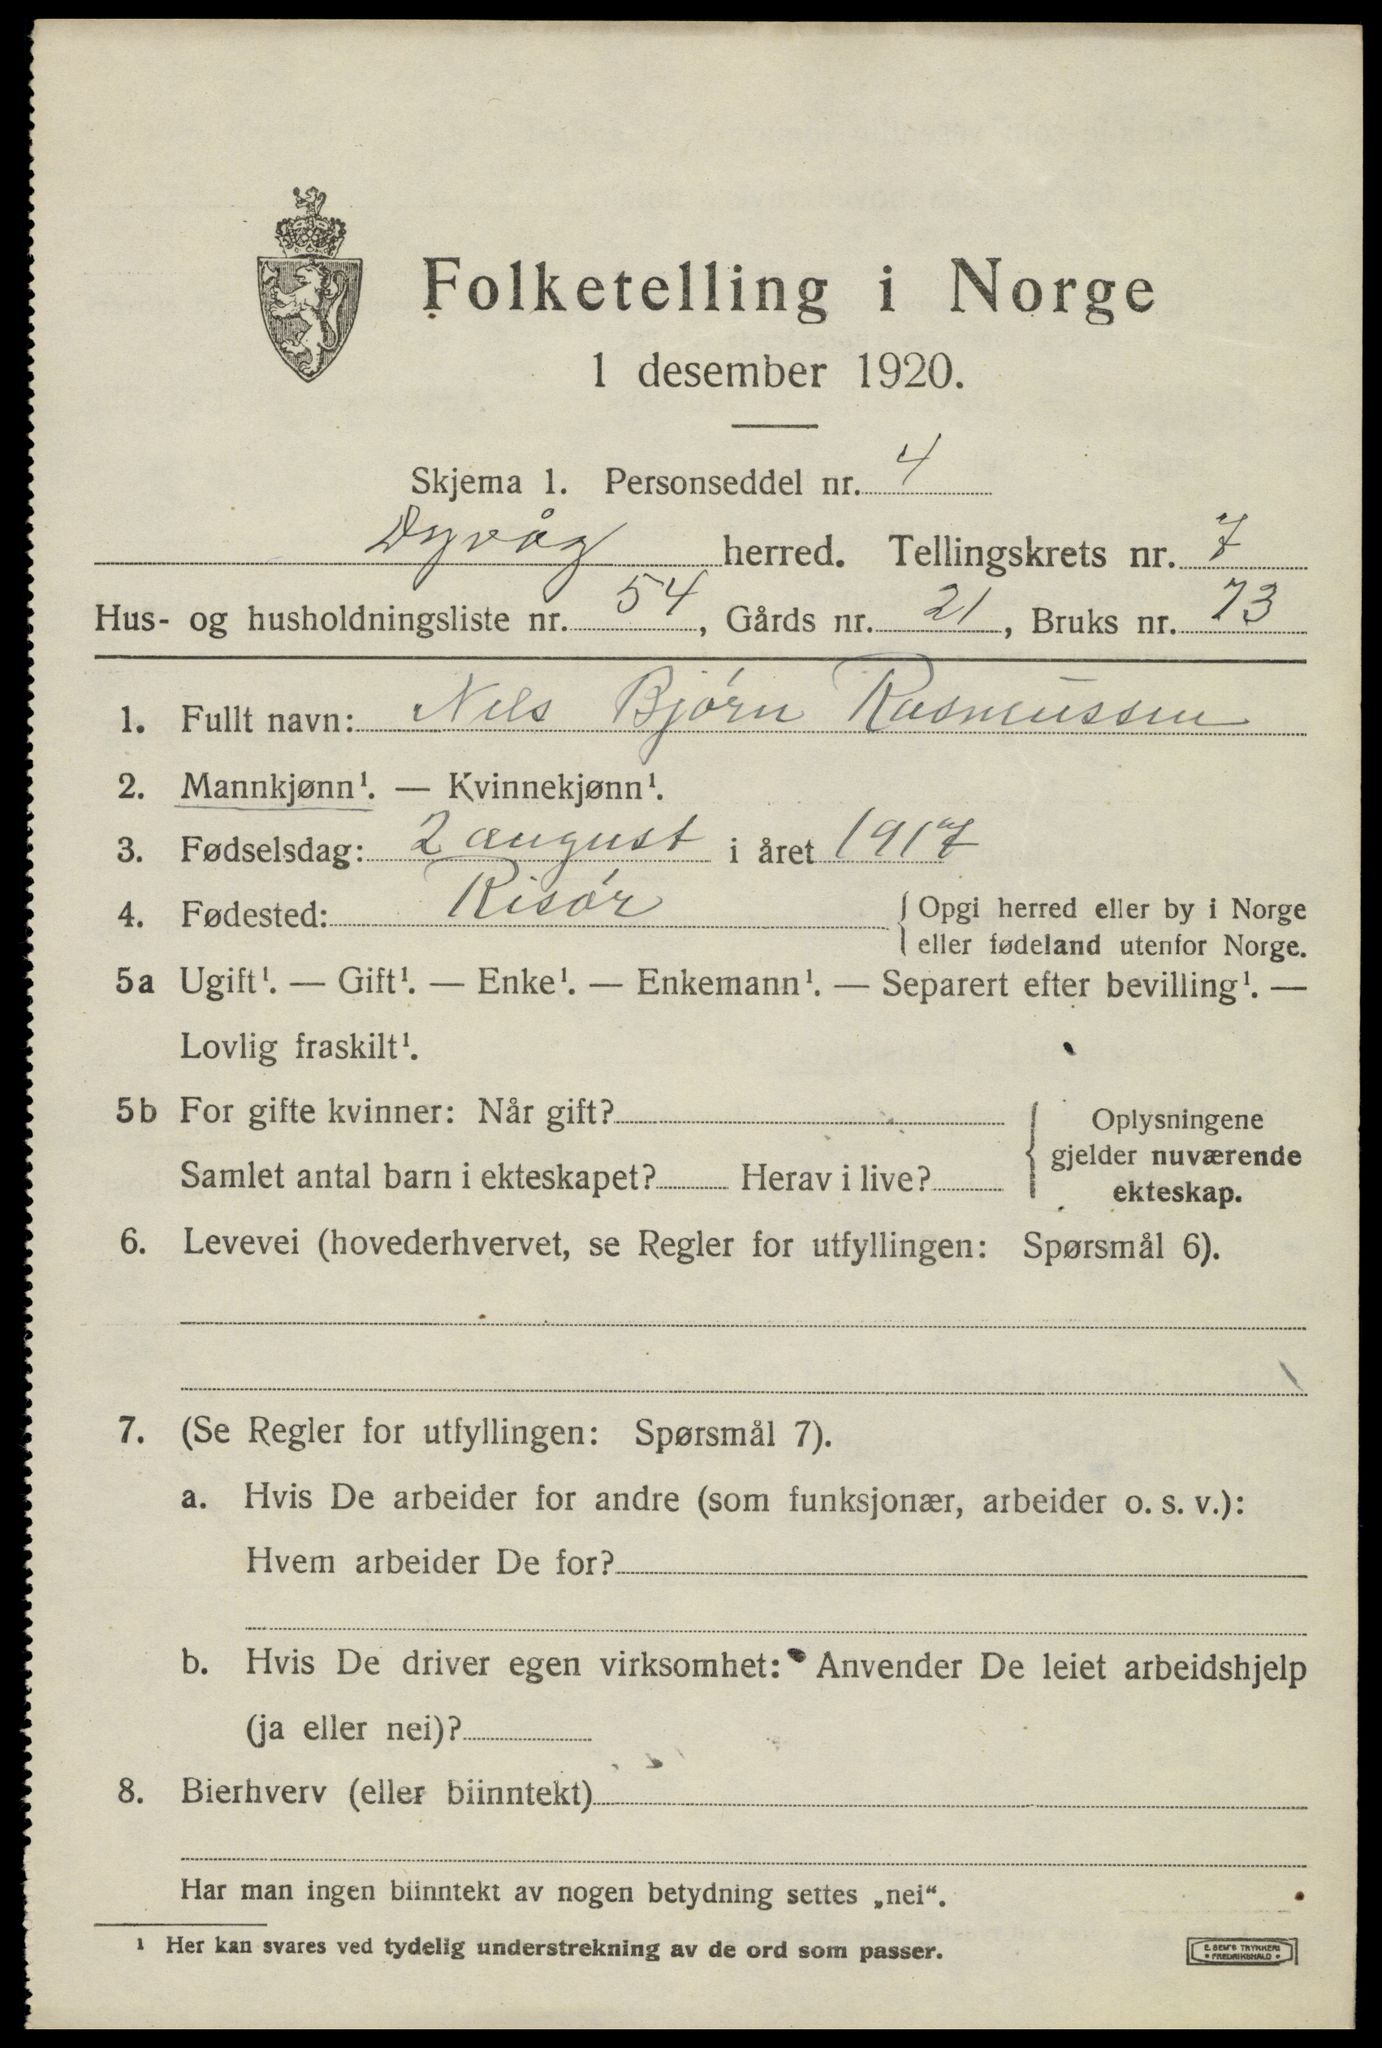 Folketelling i Norge
1 desember 1920.
Skjema 1. Personseddel nr. 4
Dyvåg herred. Tellingskrets nr. 7
Hus- og husholdningsliste nr. 54, Gårds nr. 21, Bruks nr. 73
1. Fullt navn: Nils Bjørn Rasmussen
2. Mannkjønn¹. — Kvinnekjønn¹.
3. Fødselsdag: 2 august i året 1917
4. Fødested: Risør { Opgi herred eller by i Norge
eller fødeland utenfor Norge.
5a Ugift¹. — Gift¹. — Enke¹. — Enkemann¹. — Separert efter bevilling¹. —
Lovlig fraskilt¹.
5b For gifte kvinner: Når gift? { Oplysningene
gjelder nuværende
Samlet antal barn i ekteskapet? Herav i live? ekteskap.
6. Levevei (hovederhvervet, se Regler for utfyllingen: Spørsmål 6).
7. (Se Regler for utfyllingen: Spørsmål 7).
a. Hvis De arbeider for andre (som funksjonær, arbeider o. s. v.):
Hvem arbeider De for?
b. Hvis De driver egen virksomhet: Anvender De leiet arbeidshjelp
(ja eller nei)?
8. Bierhverv (eller biinntekt)
Har man ingen biinntekt av nogen betydning settes „nei“.
¹ Her kan svares ved tydelig understrekning av de ord som passer.
E. SEM'S TRYKKERI
• FREDRIKSHALD •